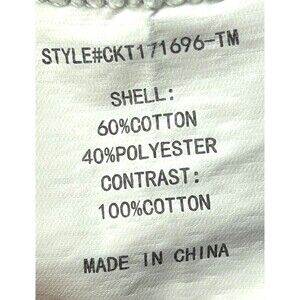 STYLE#CKT171696-TM
SHELL:
60%COTTON
40%POLYESTER
CONTRAST:
100%COTTON
MADE IN CHINA